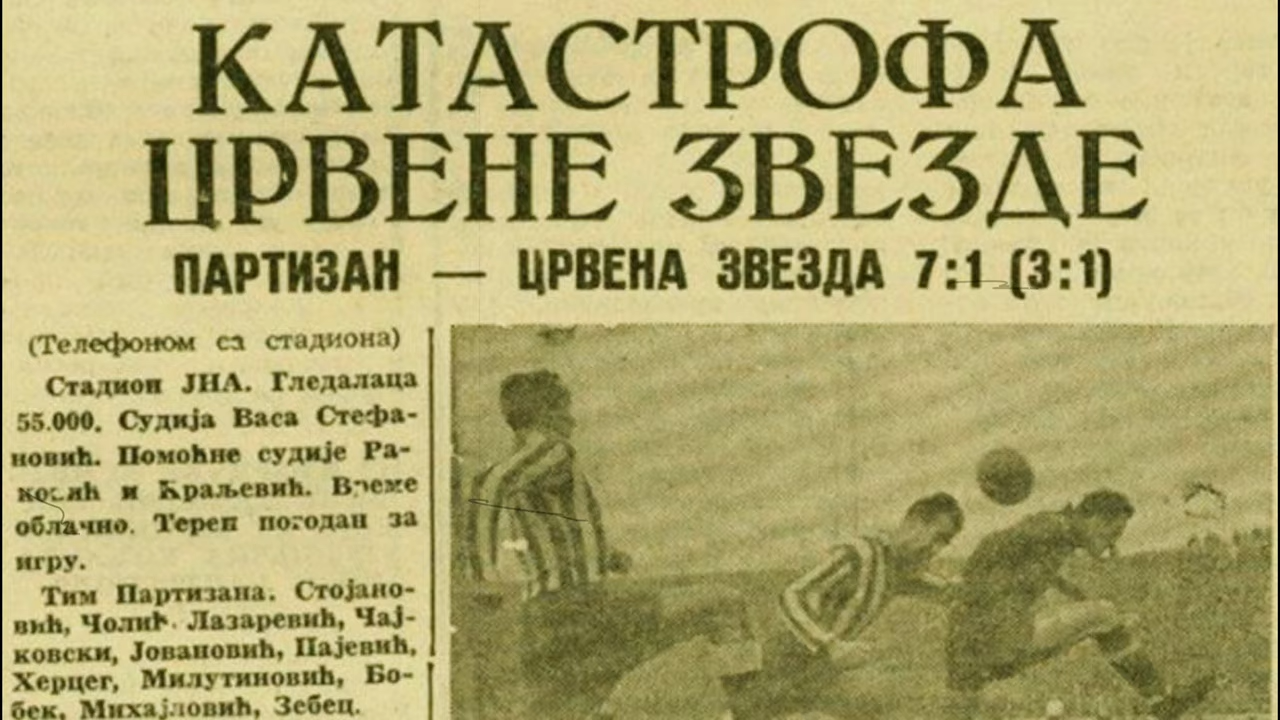 КАТАСТРОФА
ЦРВЕНЕ ЗВЕЗДЕ
ПАРТИЗАН — ЦРВЕНА ЗВЕЗДА 7:1 (3:1)
(Телефоном са стадиона)
Стадион ЈНА. Гледалаца
55.000. Судија Васа Стефа-
новић. Помоћне судије Ра-
и Краљевић. Време
облачно. Терен погодан за
игру.
Тим Партизана. Стојано-
вић, Чолић. Лазаревић, Чај-
ковски, Јовановић, Пајевић,
Херцег, Милутиновић, Бо-
бек, Михајловић, Зебец.